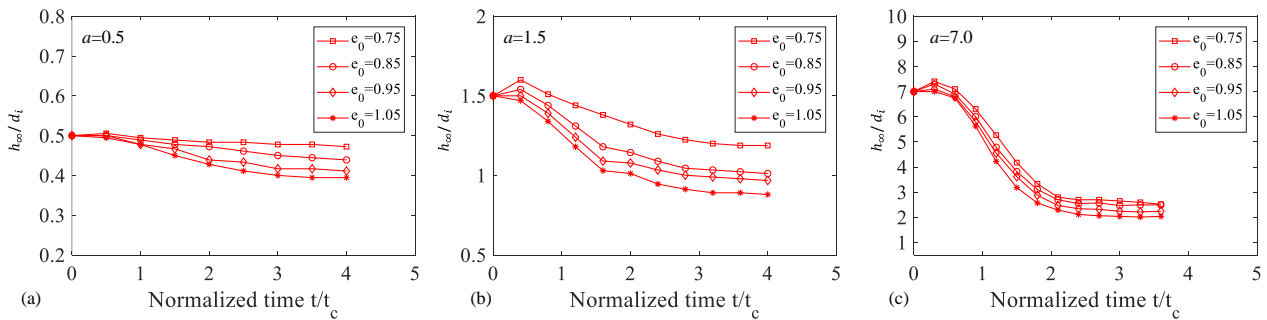 a=0.5
e0=0.75
e0=0.85
e0=0.95
e0=1.05
0.8
0.7
0.6
0.5
0.4
0.3
0.2
h∞/ di
0 1 2 3 4 5
(a)
Normalized time t/tc
a=1.5
e0=0.75
e0=0.85
e0=0.95
e0=1.05
2
1.5
1
0.5
h∞/ di
0 1 2 3 4 5
(b)
Normalized time t/tc
a=7.0
e0=0.75
e0=0.85
e0=0.95
e0=1.05
10
9
8
7
6
5
4
3
2
1
h∞/ di
0 1 2 3 4 5
(c)
Normalized time t/tc